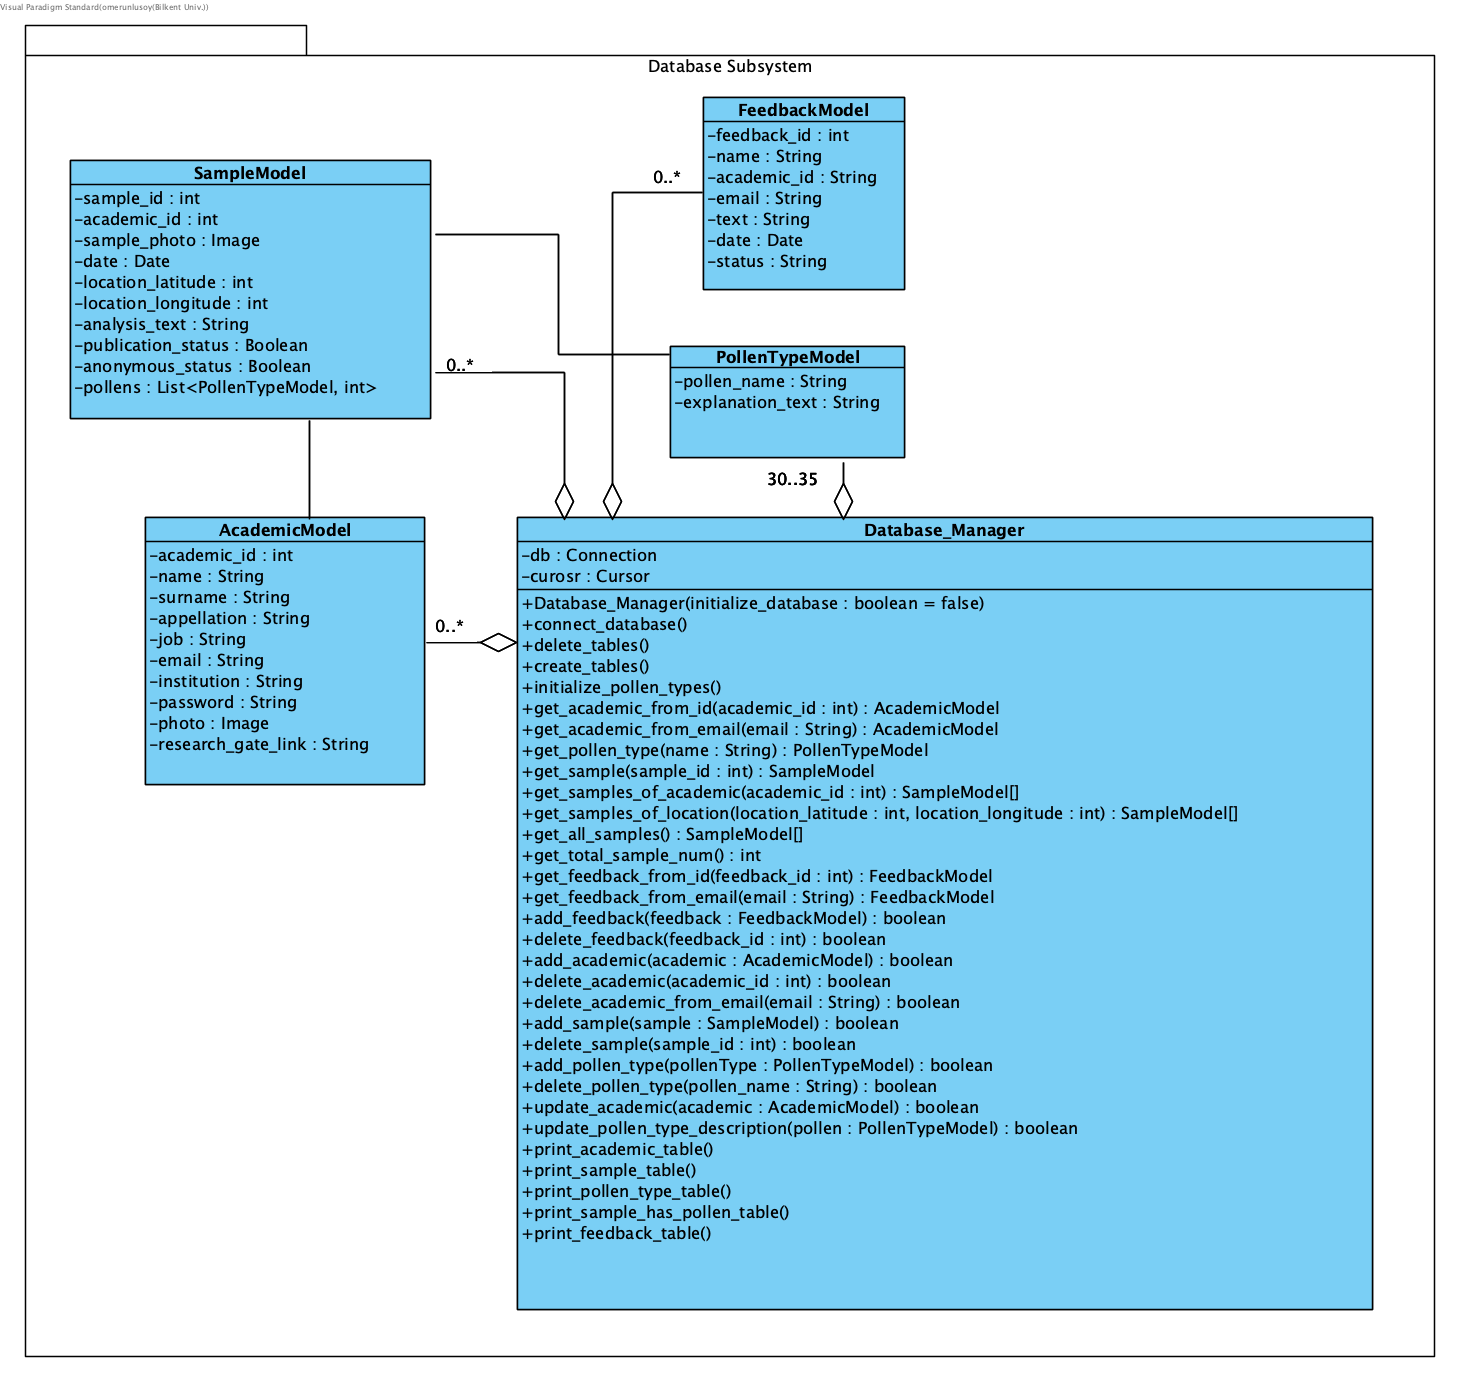 Visual Paradigm Standard(omerunlusoy(Bilkent Univ.))
Database Subsystem
FeedbackModel
-feedback_id : int
-name : String
-academic_id : String
-email : String
-text : String
-date : Date
-status : String
0..*
SampleModel
-sample_id : int
-academic_id : int
-sample_photo : Image
-date : Date
-location_latitude : int
-location_longitude : int
-analysis_text : String
-publication_status : Boolean
-anonymous_status : Boolean
-pollens : List<PollenTypeModel, int>
0..*
PollenTypeModel
-pollen_name : String
-explanation_text : String
30..35
AcademicModel
-academic_id : int
-name : String
-surname : String
-appellation : String
-job : String
-email : String
-institution : String
-password : String
-photo : Image
-research_gate_link : String
0..*
Database_Manager
-db : Connection
-curosr : Cursor
+Database_Manager(initialize_database : boolean = false)
+connect_database()
+delete_tables()
+create_tables()
+initialize_pollen_types()
+get_academic_from_id(academic_id : int) : AcademicModel
+get_academic_from_email(email : String) : AcademicModel
+get_pollen_type(name : String) : PollenTypeModel
+get_sample(sample_id : int) : SampleModel
+get_samples_of_academic(academic_id : int) : SampleModel[]
+get_samples_of_location(location_latitude : int, location_longitude : int) : SampleModel[]
+get_all_samples() : SampleModel[]
+get_total_sample_num() : int
+get_feedback_from_id(feedback_id : int) : FeedbackModel
+get_feedback_from_email(email : String) : FeedbackModel
+add_feedback(feedback : FeedbackModel) : boolean
+delete_feedback(feedback_id : int) : boolean
+add_academic(academic : AcademicModel) : boolean
+delete_academic(academic_id : int) : boolean
+delete_academic_from_email(email : String) : boolean
+add_sample(sample : SampleModel) : boolean
+delete_sample(sample_id : int) : boolean
+add_pollen_type(pollenType : PollenTypeModel) : boolean
+delete_pollen_type(pollen_name : String) : boolean
+update_academic(academic : AcademicModel) : boolean
+update_pollen_type_description(pollen : PollenTypeModel) : boolean
+print_academic_table()
+print_sample_table()
+print_pollen_type_table()
+print_sample_has_pollen_table()
+print_feedback_table()